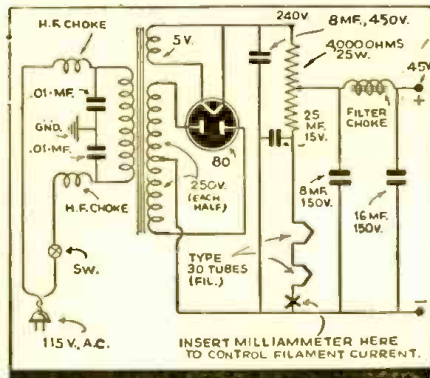 H.F. CHOKE
.01-MF.
GND.
.01-MF.
H.F. CHOKE
SW.
115 V., A.C.
5V.
80
250V.
(EACH
HALF)
TYPE
30 TUBES
(FIL.)
240V.
8 MF., 450V.
4,000 OHMS
25W.
25
MF.
15V.
FILTER
CHOKE
45V
+
8 MF.
150V.
16 MF.
150V.
−
INSERT MILLIAMMETER HERE
TO CONTROL FILAMENT CURRENT.